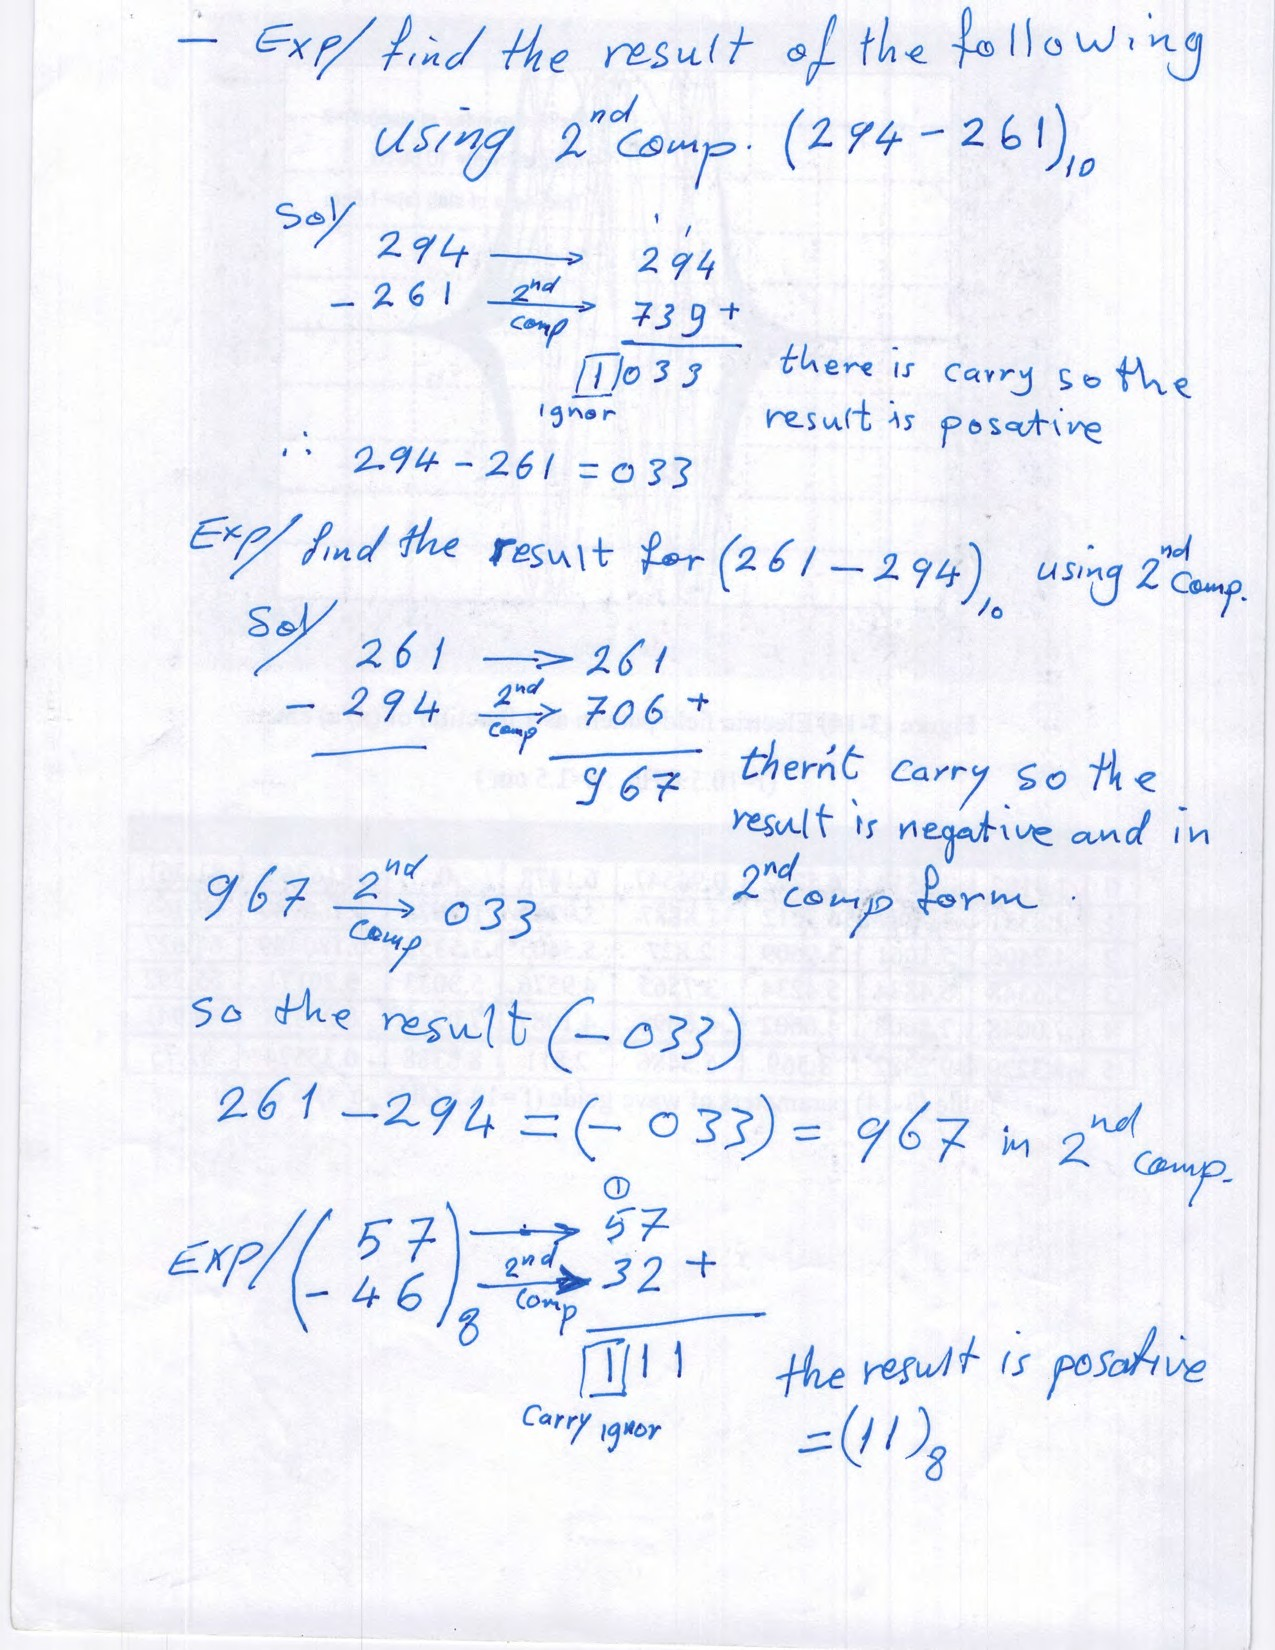 — Exp/ find the result of the following
using 2nd comp. (294-261)10
Sol/
294 → 294
- 261 2nd comp → 739 +
1 033 there is carry so the
ignor result is posative
∴ 294 - 261 = 033
Exp/ find the result for (261 - 294)10 using 2nd comp.
Sol/
261 → 261
- 294 2nd comp → 706 +
967 thern't carry so the
result is negative and in
967 2nd comp → 033 2nd comp form.
so the result (- 033)
261 - 294 = (- 033) = 967 in 2nd comp.
1
EXP/ ( 57 → 57
- 46 )8 2nd comp → 32 +
1 11 the result is posative
Carry ignor = (11)8